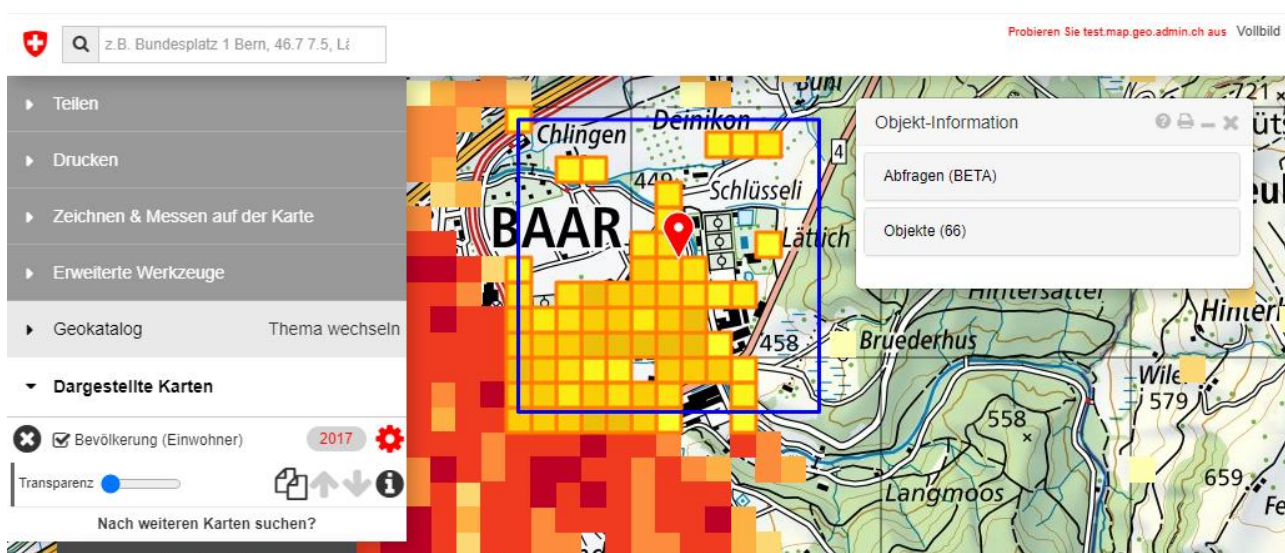 z.B. Bundesplatz 1 Bern, 46.7 7.5, Lä
Probieren Sie test.map.geo.admin.ch aus Vollbild
Teilen
Drucken
Zeichnen & Messen auf der Karte
Erweiterte Werkzeuge
Geokatalog Thema wechseln
Dargestellte Karten
Bevölkerung (Einwohner) 2017
Transparenz
Nach weiteren Karten suchen?
Objekt-Information
Abfragen (BETA)
Objekte (66)
721
Chlingen
Deinikon
4
449
Schlüsseli
BAAR
Lättich
Hintersattel
458
Bruederhus
558
579
659
Langmoos